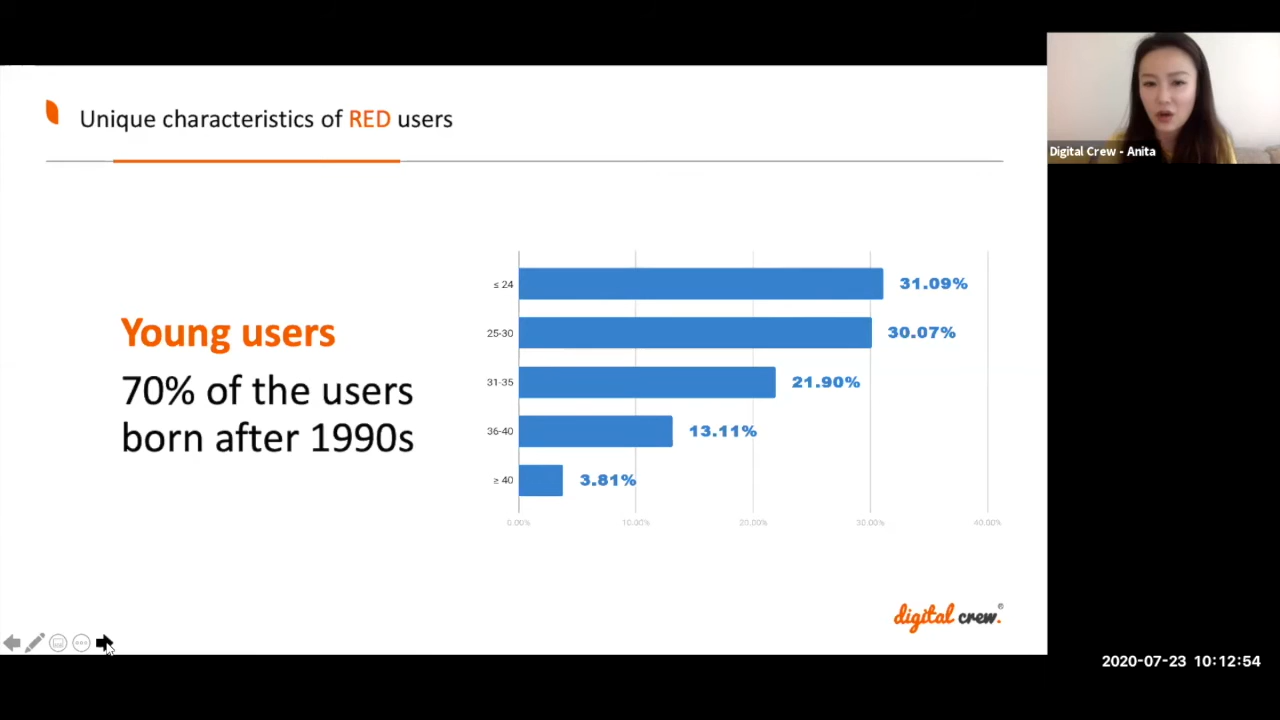 Unique characteristics of RED users
Digital Crew - Anita
Young users
70% of the users
born after 1990s
≤ 24
31.09%
25-30
30.07%
31-35
21.90%
36-40
13.11%
≥ 40
3.81%
0.00%
10.00%
20.00%
30.00%
40.00%
digital crew.®
2020-07-23 10:12:54